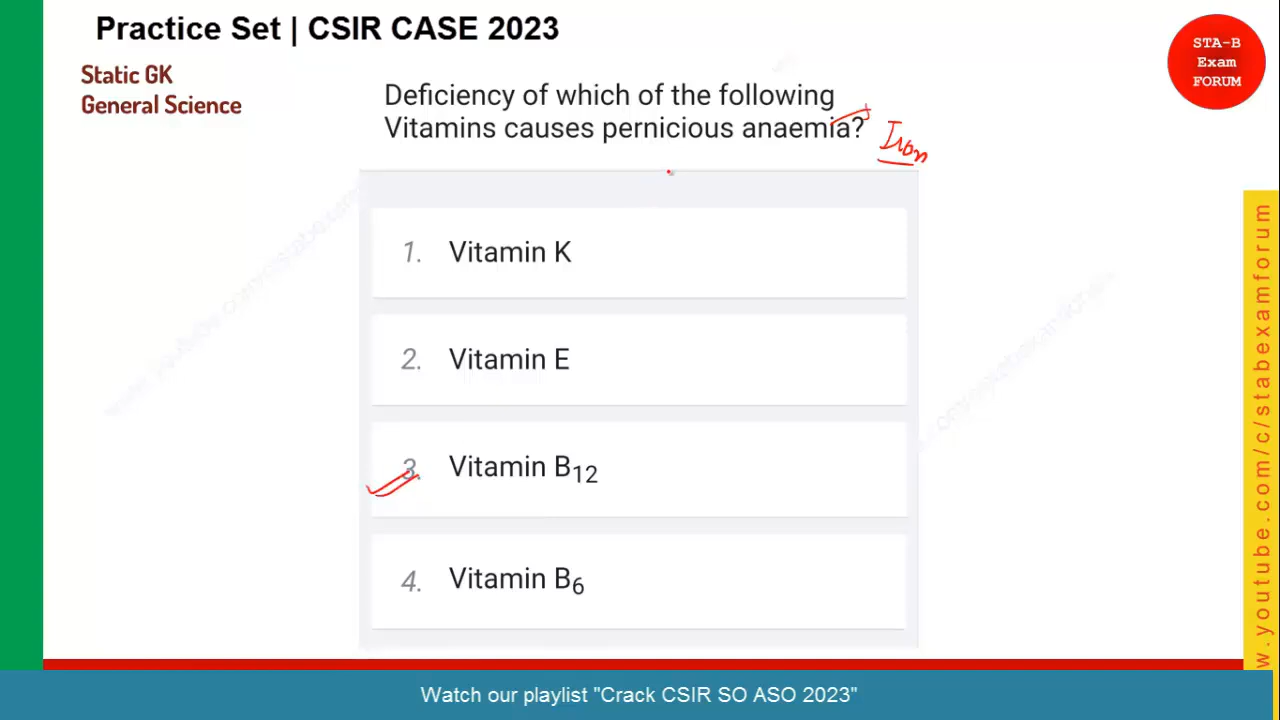 Practice Set | CSIR CASE 2023
Static GK
General Science
STA-B
Exam
FORUM
Deficiency of which of the following
Vitamins causes pernicious anaemia?
Iron
1. Vitamin K
2. Vitamin E
3. Vitamin B12
4. Vitamin B6
w.youtube.com/c/stabexamforum
Watch our playlist "Crack CSIR SO ASO 2023"